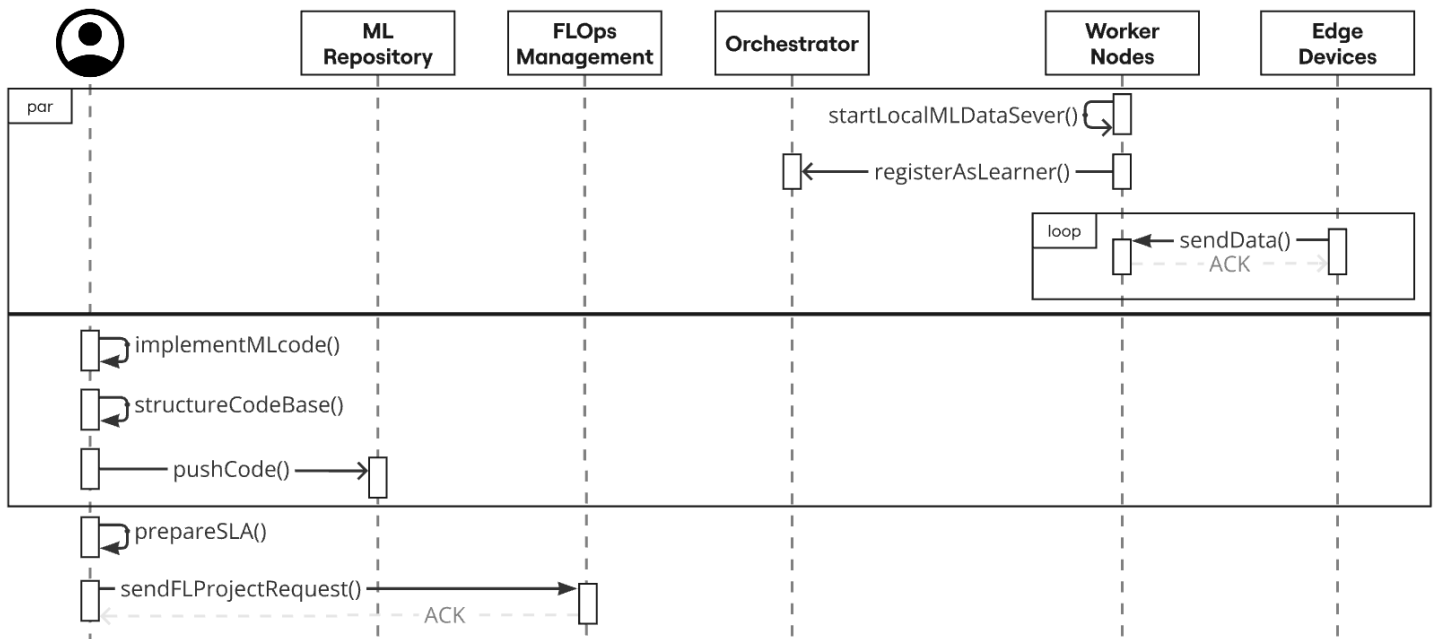 ML
Repository
FLOps
Management
Orchestrator
Worker
Nodes
Edge
Devices
par
startLocalMLDataSever()
registerAsLearner()
loop
sendData()
ACK
implementMLcode()
structureCodeBase()
pushCode()
prepareSLA()
sendFLProjectRequest()
ACK